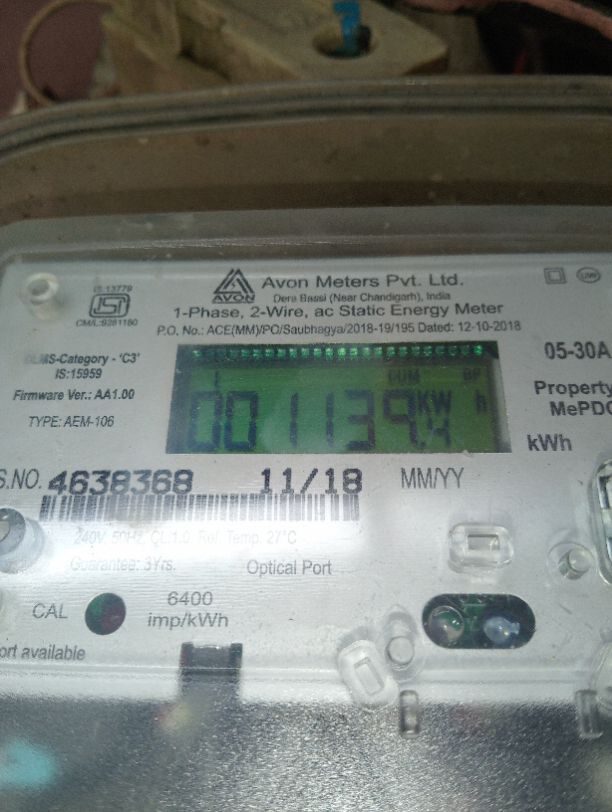 IS:13779
ISI
CM/L:9281160
AVON
Avon Meters Pvt. Ltd.
Dera Bassi (Near Chandigarh), India
1-Phase, 2-Wire, ac Static Energy Meter
P.O. No.: ACE(MM)/PO/Saubhagya/2018-19/195 Dated: 12-10-2018
UW
DLMS-Category - 'C3'
IS:15959
Firmware Ver.: AA1.00
TYPE: AEM-106
CUM
001139.4 KW h
05-30A
Property
MePDC
kWh
S.NO. 4638368 11/18 MM/YY
240V, 50Hz, CL:1.0, Ref. Temp. 27°C
Guarantee: 3Yrs.
Optical Port
CAL
6400
imp/kWh
ort available